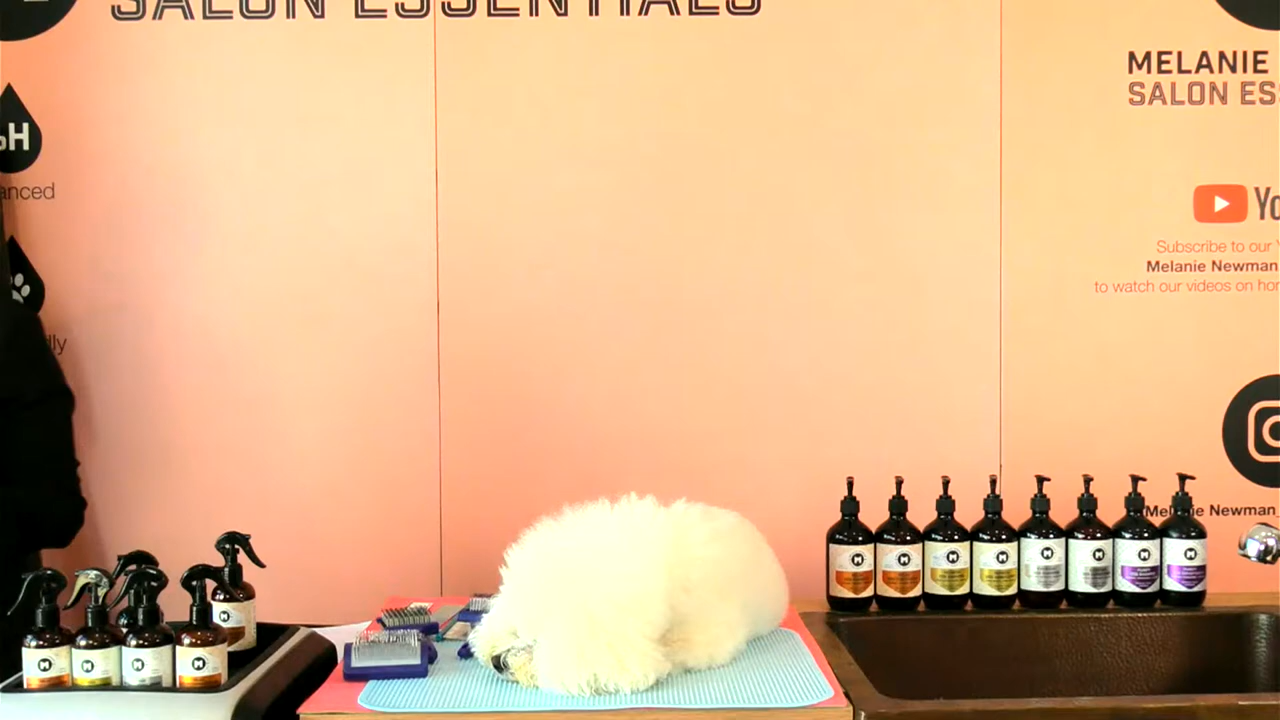 SALON ESSENTIALS
MELANIE
SALON ES
pH
anced
Yo
Subscribe to our Y
Melanie Newman
to watch our videos on ho
lly
Melanie Newman_
M
M
M
M
M
M
M
M
M
M
M
M
M